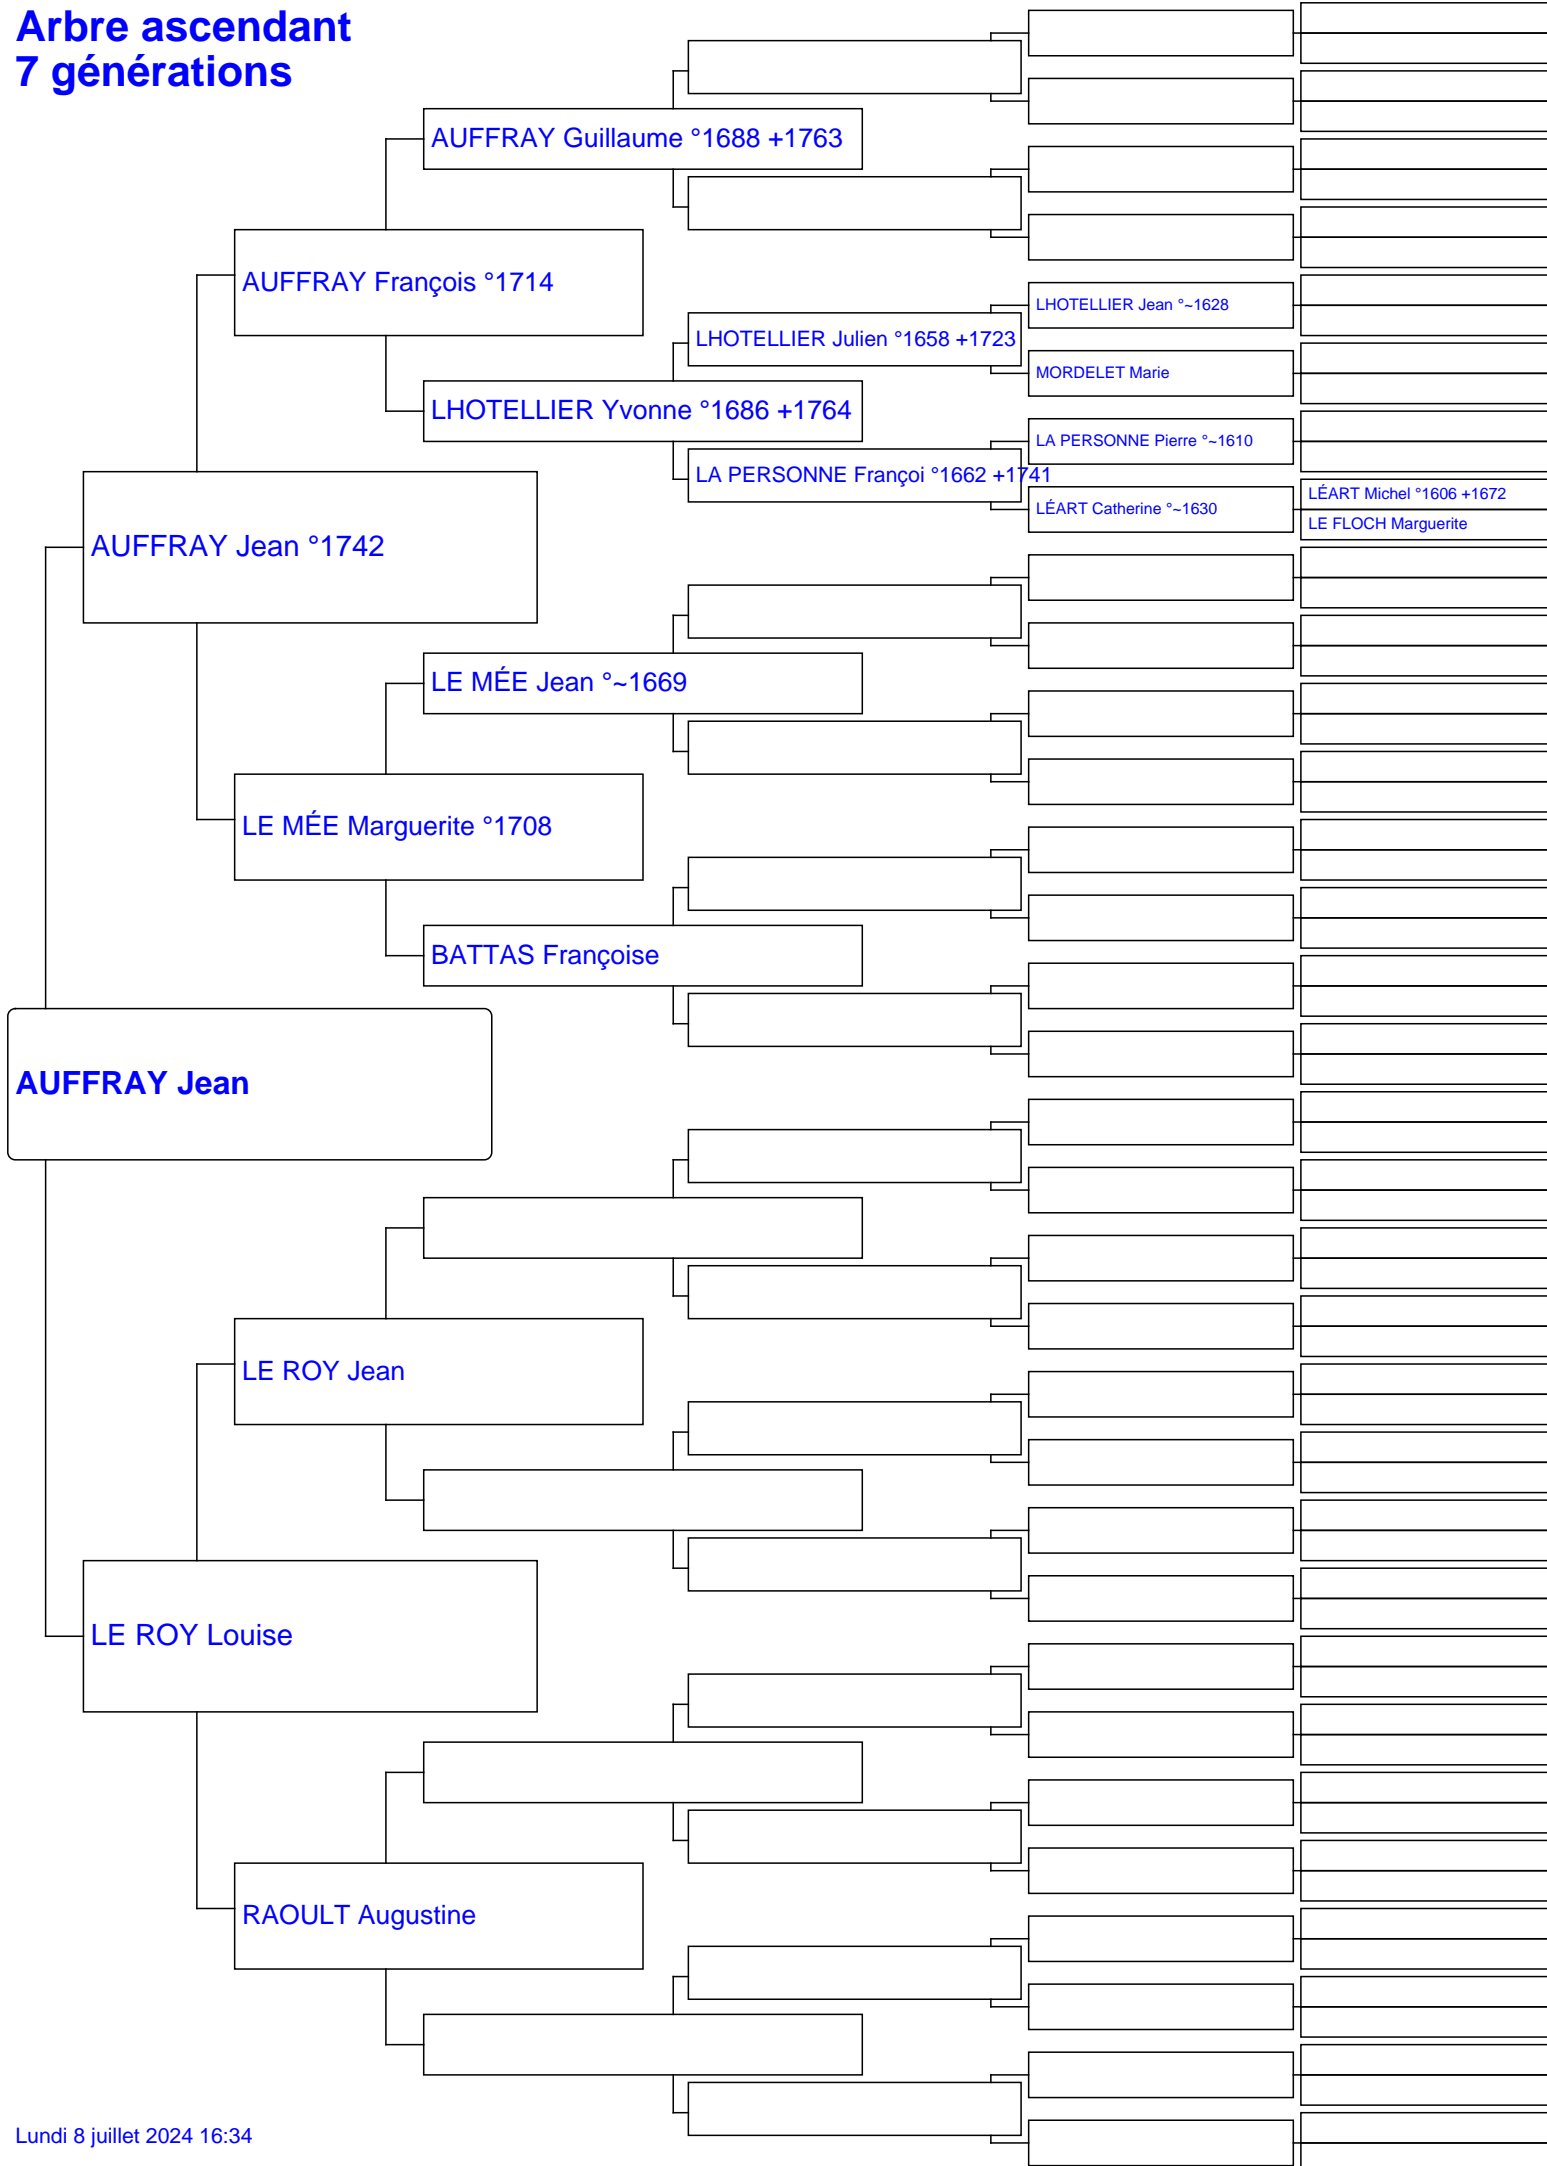 Arbre ascendant
7 générations
AUFFRAY Guillaume °1688 +1763
AUFFRAY François °1714
LHOTELLIER Jean °~1628
LHOTELLIER Julien °1658 +1723
MORDELET Marie
LHOTELLIER Yvonne °1686 +1764
LA PERSONNE Pierre °~1610
LA PERSONNE Françoi °1662 +1741
LÉART Michel °1606 +1672
LÉART Catherine °~1630
LE FLOCH Marguerite
AUFFRAY Jean °1742
LE MÉE Jean °~1669
LE MÉE Marguerite °1708
BATTAS Françoise
AUFFRAY Jean
LE ROY Jean
LE ROY Louise
RAOULT Augustine
Lundi 8 juillet 2024 16:34